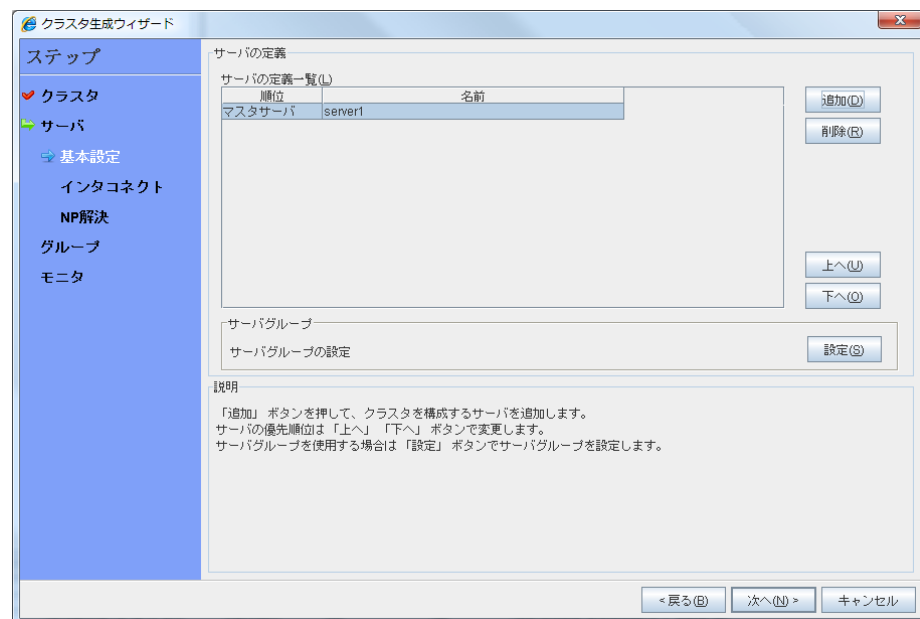 クラスタ生成ウィザード
ステップ
クラスタ
サーバ
基本設定
インタコネクト
NP解決
グループ
モニタ
サーバの定義
サーバの定義一覧(L)
順位 名前
マスタサーバ server1
追加(D)
削除(R)
上へ(U)
下へ(O)
サーバグループ
サーバグループの設定
設定(S)
説明
「追加」ボタンを押して、クラスタを構成するサーバを追加します。
サーバの優先順位は「上へ」「下へ」ボタンで変更します。
サーバグループを使用する場合は「設定」ボタンでサーバグループを設定します。
<戻る(B) 次へ(N)> キャンセル